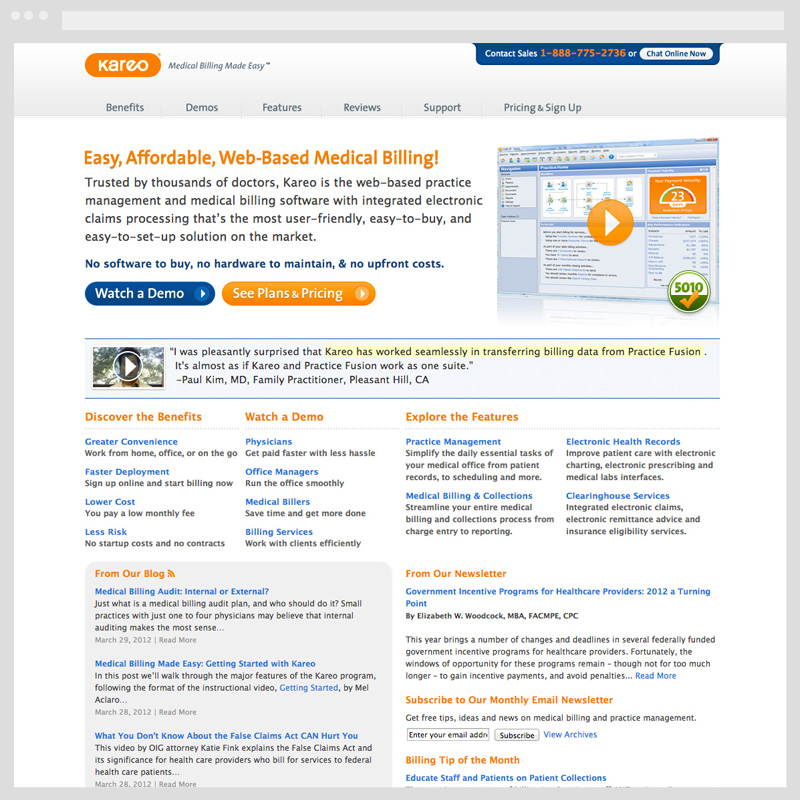 Contact Sales 1-888-775-2736 or Chat Online Now
KAREO
Medical Billing Made Easy™
Benefits
Demos
Features
Reviews
Support
Pricing & Sign Up
Easy, Affordable, Web-Based Medical Billing!
Trusted by thousands of doctors, Kareo is the web-based practice
management and medical billing software with integrated electronic
claims processing that's the most user-friendly, easy-to-buy, and
easy-to-set-up solution on the market.
No software to buy, no hardware to maintain, & no upfront costs.
Watch a Demo
See Plans & Pricing
Practice Home
Your Payment Velocity
23
DAYS
5010
"I was pleasantly surprised that Kareo has worked seamlessly in transferring billing data from Practice Fusion .
It's almost as if Kareo and Practice Fusion work as one suite."
-Paul Kim, MD, Family Practitioner, Pleasant Hill, CA
Discover the Benefits
Greater Convenience
Work from home, office, or on the go
Faster Deployment
Sign up online and start billing now
Lower Cost
You pay a low monthly fee
Less Risk
No startup costs and no contracts
Watch a Demo
Physicians
Get paid faster with less hassle
Office Managers
Run the office smoothly
Medical Billers
Save time and get more done
Billing Services
Work with clients efficiently
Explore the Features
Practice Management
Simplify the daily essential tasks of
your medical office from patient
records, to scheduling and more.
Medical Billing & Collections
Streamline your entire medical
billing and collections process from
charge entry to reporting.
Electronic Health Records
Improve patient care with electronic
charting, electronic prescribing and
medical labs interfaces.
Clearinghouse Services
Integrated electronic claims,
electronic remittance advice and
insurance eligibility services.
From Our Blog
Medical Billing Audit: Internal or External?
Just what is a medical billing audit plan, and who should do it? Small
practices with just one to four physicians may believe that internal
auditing makes the most sense...
March 29, 2012 | Read More
Medical Billing Made Easy: Getting Started with Kareo
In this post we'll walk through the major features of the Kareo program,
following the format of the instructional video, Getting Started, by Mel
Aclaro...
March 28, 2012 | Read More
What You Don't Know About the False Claims Act CAN Hurt You
This video by OIG attorney Katie Fink explains the False Claims Act and
its significance for health care providers who bill for services to federal
health care patients...
March 28, 2012 | Read More
From Our Newsletter
Government Incentive Programs for Healthcare Providers: 2012 a Turning
Point
By Elizabeth W. Woodcock, MBA, FACMPE, CPC
This year brings a number of changes and deadlines in several federally funded
government incentive programs for healthcare providers. Fortunately, the
windows of opportunity for these programs remain - though not for too much
longer - to gain incentive payments, and avoid penalties... Read More
Subscribe to Our Monthly Email Newsletter
Get free tips, ideas and news on medical billing and practice management.
Enter your email addre Subscribe View Archives
Billing Tip of the Month
Educate Staff and Patients on Patient Collections